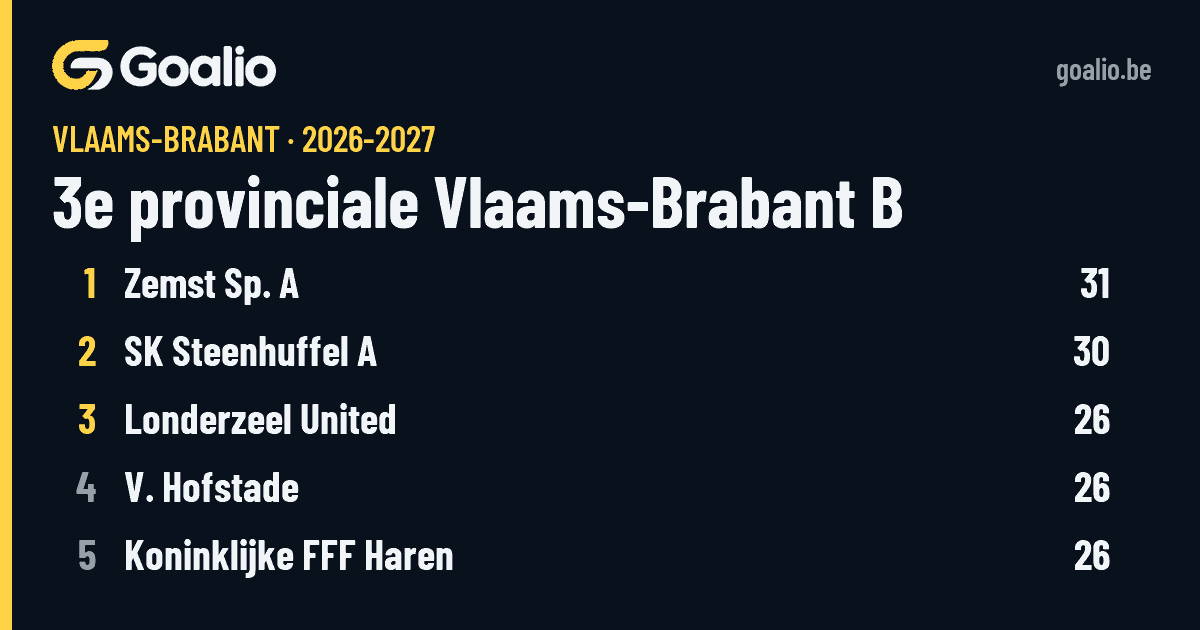 Goalio
goalio.be
VLAAMS-BRABANT · 2026-2027
3e provinciale Vlaams-Brabant B
1 Zemst Sp. A 31
2 SK Steenhuffel A 30
3 Londerzeel United 26
4 V. Hofstade 26
5 Koninklijke FFF Haren 26